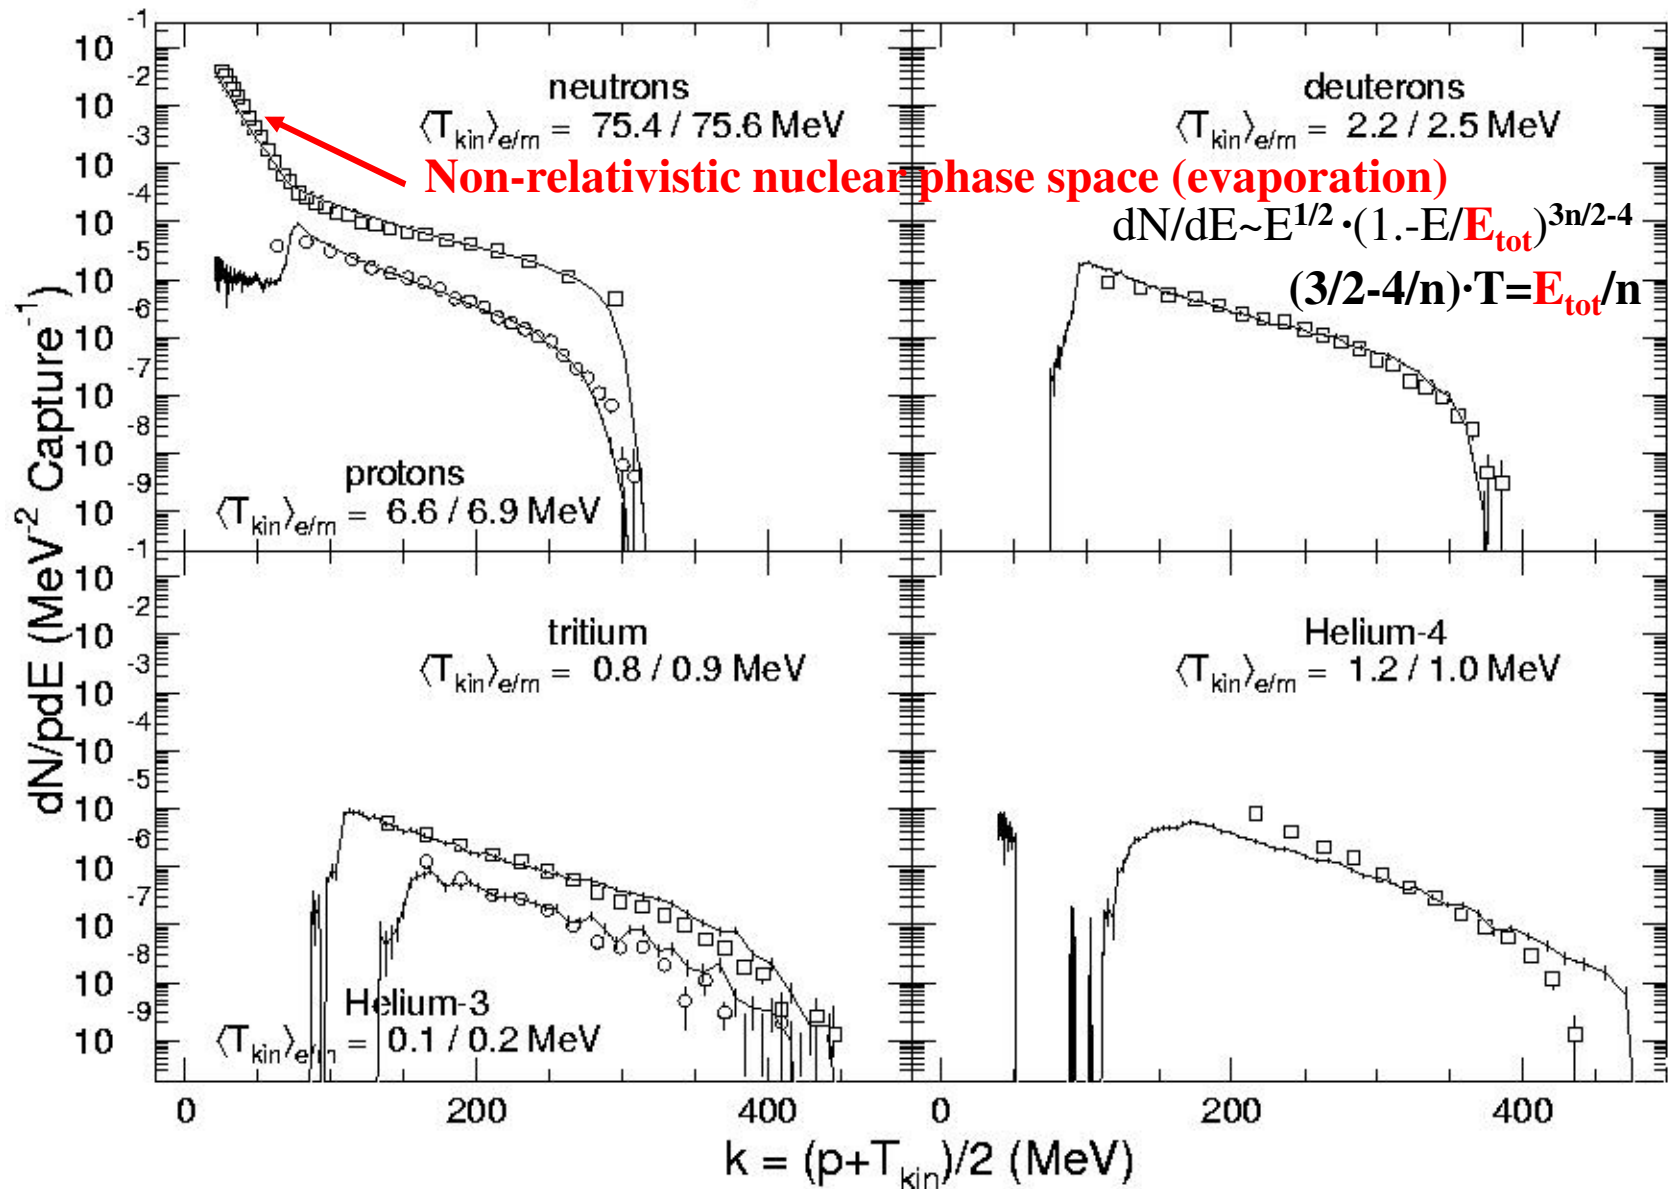 neutrons
⟨T_kin⟩_e/m = 75.4 / 75.6 MeV
deuterons
⟨T_kin⟩_e/m = 2.2 / 2.5 MeV
Non-relativistic nuclear phase space (evaporation)
dN/dE~E^1/2·(1.-E/E_tot)^3n/2-4
(3/2-4/n)·T=E_tot/n
protons
⟨T_kin⟩_e/m = 6.6 / 6.9 MeV
tritium
⟨T_kin⟩_e/m = 0.8 / 0.9 MeV
Helium-4
⟨T_kin⟩_e/m = 1.2 / 1.0 MeV
Helium-3
⟨T_kin⟩_e/m = 0.1 / 0.2 MeV
dN/pdE (MeV^-2 Capture^-1)
10^-1
10^-2
10^-3
10^-4
10^-5
10^-6
10^-7
10^-8
10^-9
10^-1
10^-2
10^-3
10^-4
10^-5
10^-6
10^-7
10^-8
10^-9
0 200 400 0 200 400
k = (p+T_kin)/2 (MeV)